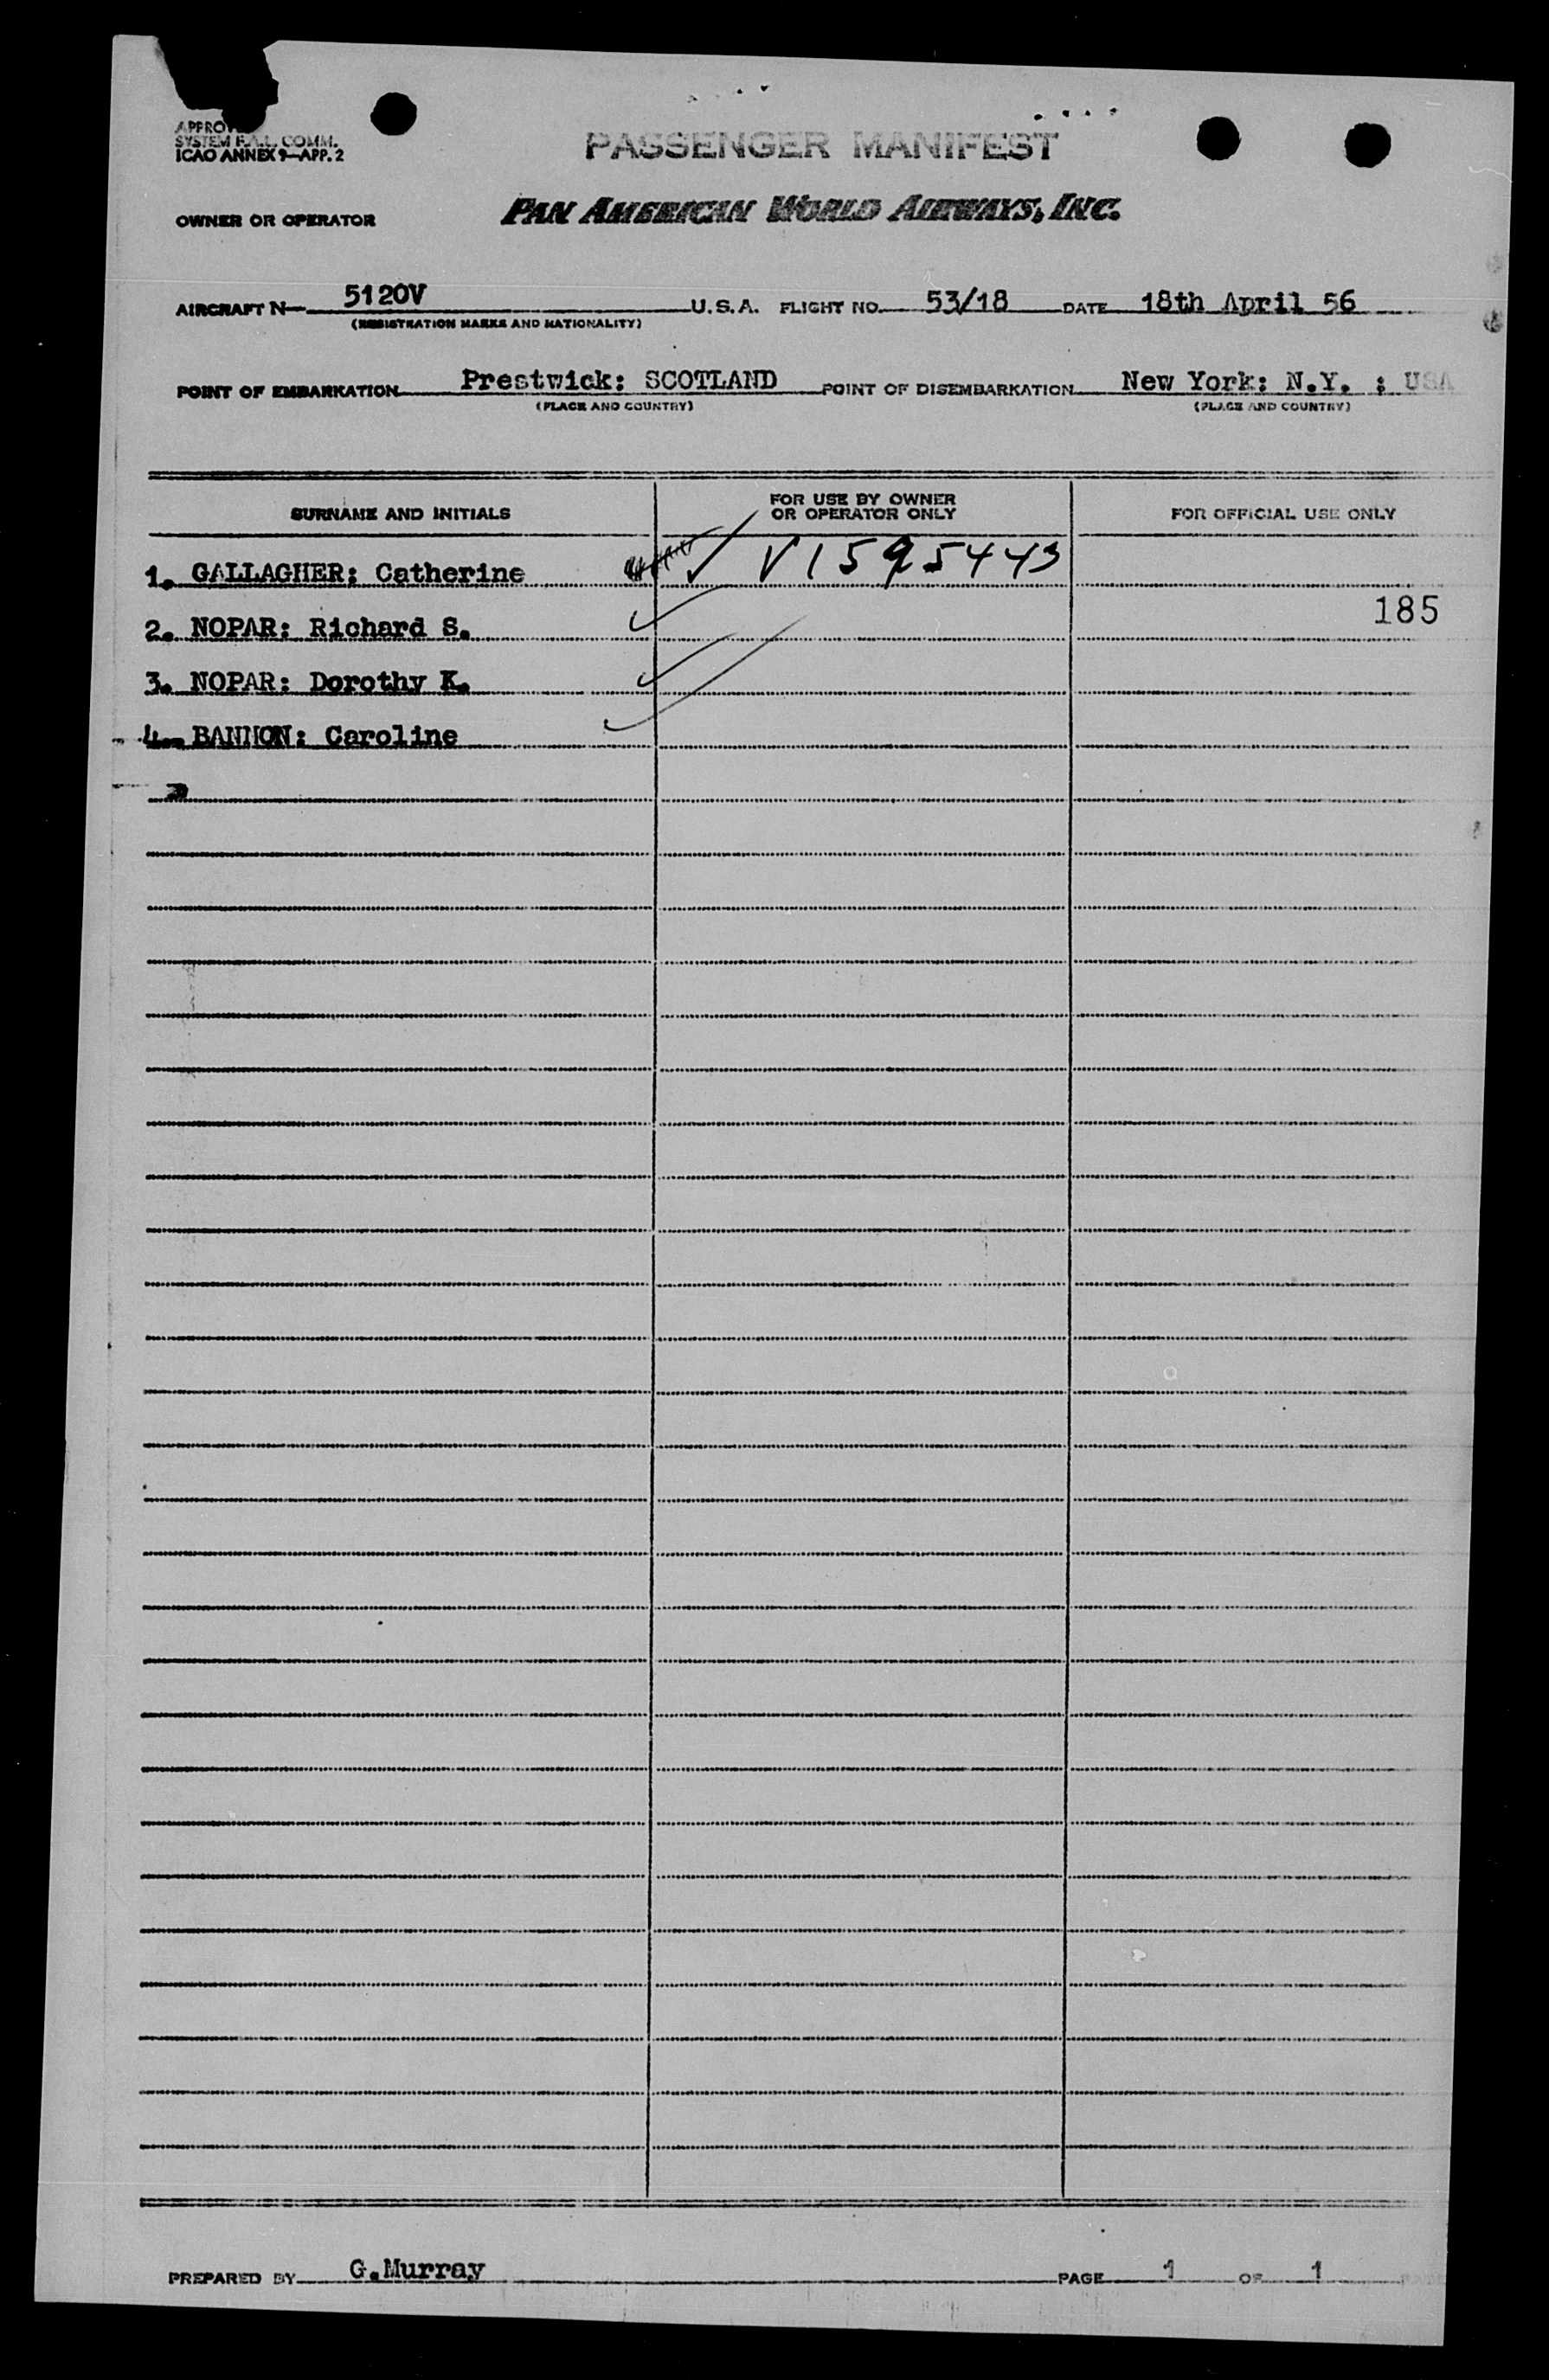 SYSTEM F.A.L. COMM.
ICAO ANNEX 9—APP. 2
PASSENGER MANIFEST
OWNER OR OPERATOR PAN AMERICAN WORLD AIRWAYS, INC.
AIRCRAFT N— 5120V U.S.A. FLIGHT NO. 53/18 DATE 18th April 56
(REGISTRATION MARKS AND NATIONALITY)
POINT OF EMBARKATION Prestwick: SCOTLAND POINT OF DISEMBARKATION New York: N.Y. : USA
(PLACE AND COUNTRY) (PLACE AND COUNTRY)
SURNAME AND INITIALS FOR USE BY OWNER OR OPERATOR ONLY FOR OFFICIAL USE ONLY
1. GALLAGHER: Catherine ✓ V1595443
185
2. NOPAR: Richard S. ✓
3. NOPAR: Dorothy K. ✓
4. BANNON: Caroline ✓
PREPARED BY G.Murray PAGE 1 OF 1